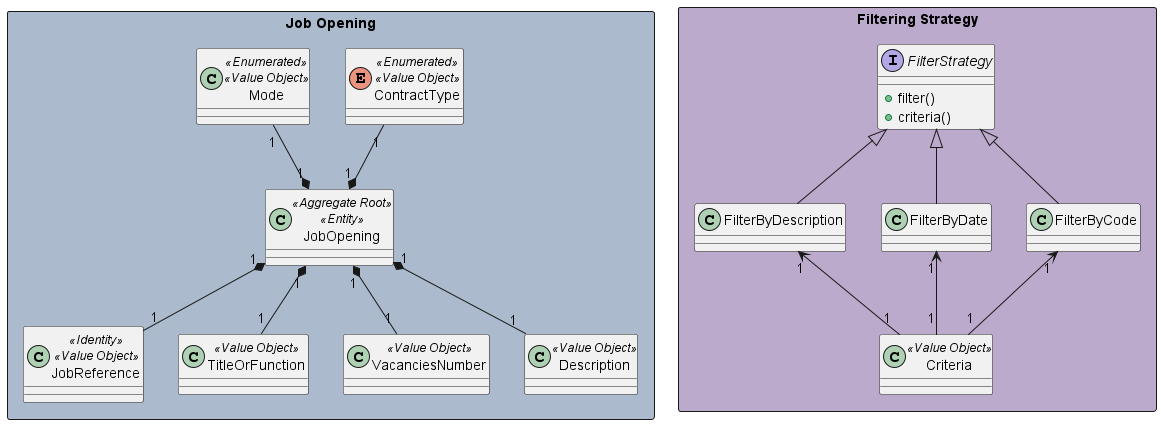 Job Opening
C
«Enumerated»
«Value Object»
Mode
E
«Enumerated»
«Value Object»
ContractType
1
1
1
1
C
«Aggregate Root»
«Entity»
JobOpening
1
1
1
1
1
1
1
1
C
«Identity»
«Value Object»
JobReference
C
«Value Object»
TitleOrFunction
C
«Value Object»
VacanciesNumber
C
«Value Object»
Description
Filtering Strategy
I
FilterStrategy
filter()
criteria()
C
FilterByDescription
C
FilterByDate
C
FilterByCode
1
1
1
1
1
1
C
«Value Object»
Criteria